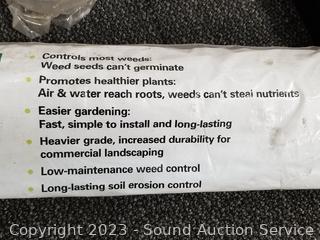 Controls most weeds:
Weed seeds can't germinate
Promotes healthier plants:
Air & water reach roots, weeds can't steal nutrients
Easier gardening:
Fast, simple to install and long-lasting
Heavier grade, increased durability for
commercial landscaping
Low-maintenance weed control
Long-lasting soil erosion control
Copyright 2023 - Sound Auction Service